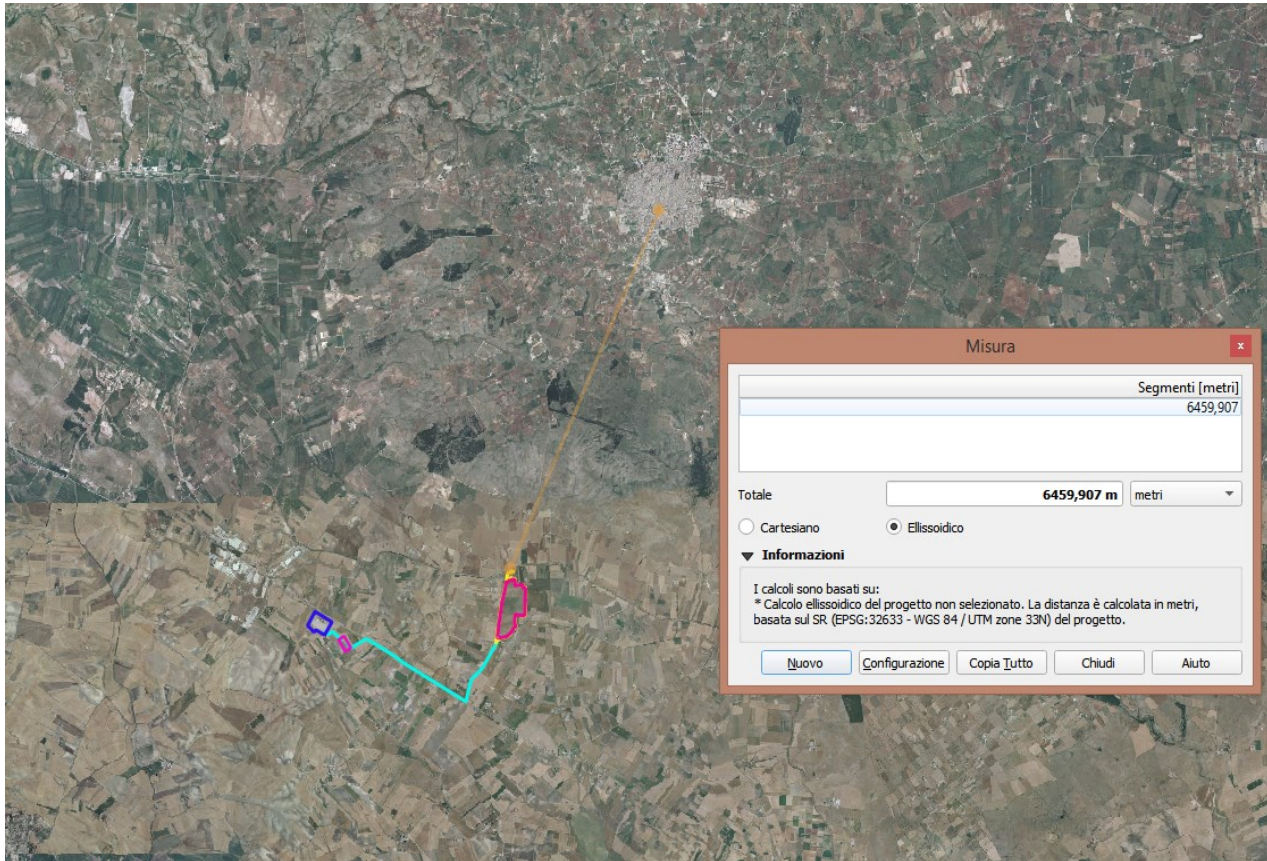 Misura
x
Segmenti [metri]
6459,907
Totale
6459,907 m
metri
Cartesiano
Ellissoidico
Informazioni
I calcoli sono basati su:
* Calcolo ellissoidico del progetto non selezionato. La distanza è calcolata in metri,
basata sul SR (EPSG:32633 - WGS 84 / UTM zone 33N) del progetto.
Nuovo
Configurazione
Copia Tutto
Chiudi
Aiuto